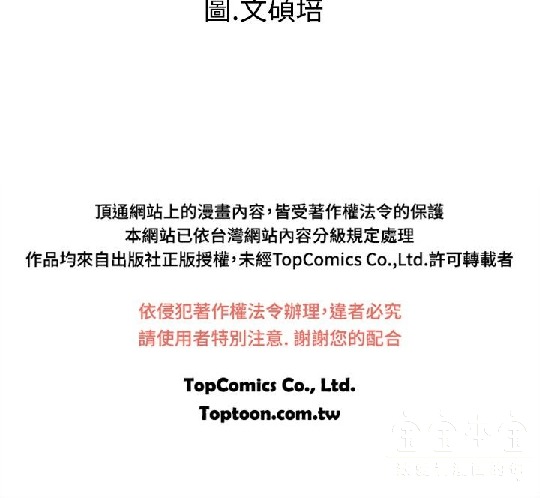 圖.文碩培
頂通網站上的漫畫內容,皆受著作權法令的保護
本網站已依台灣網站內容分級規定處理
作品均來自出版社正版授權,未經TopComics Co.,Ltd.許可轉載者
依侵犯著作權法令辦理,違者必究
請使用者特別注意. 謝謝您的配合
TopComics Co., Ltd.
Toptoon.com.tw